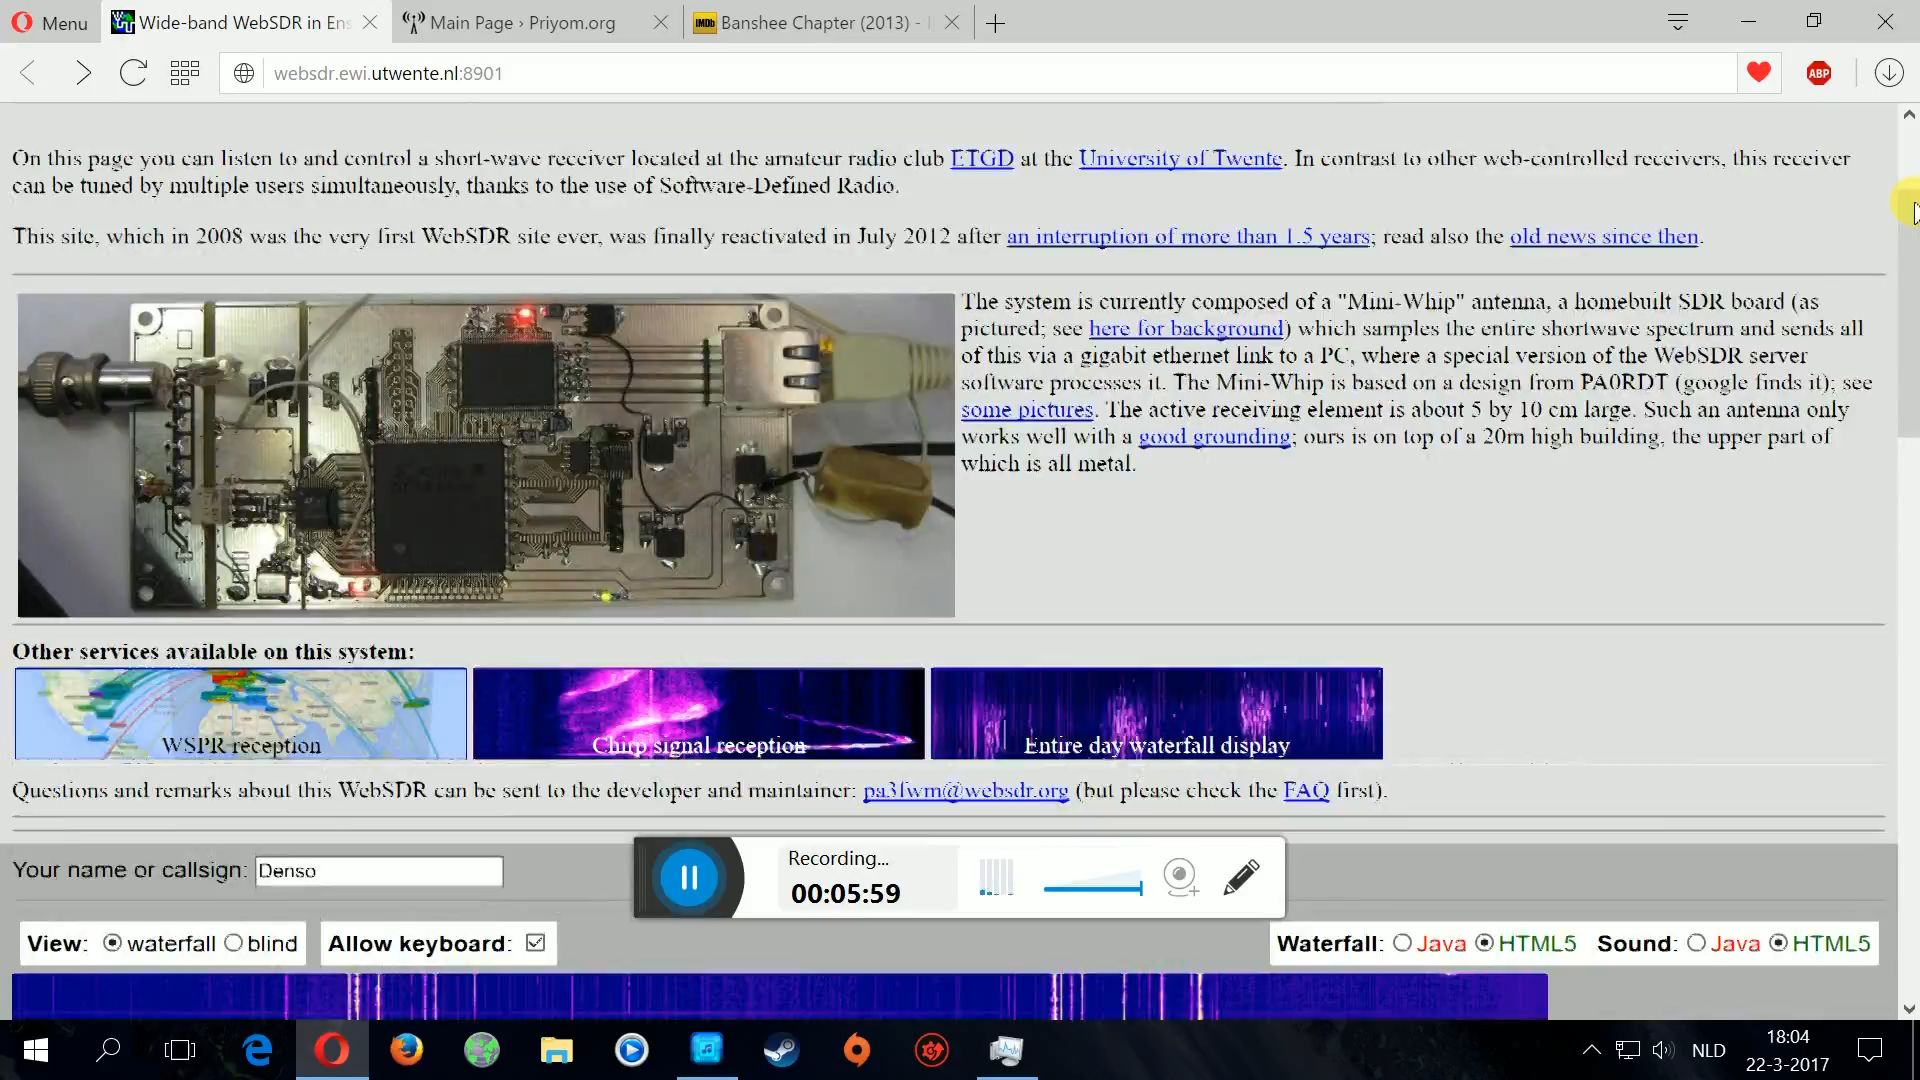 Menu
Wide-band WebSDR in Ens
Main Page › Priyom.org
IMDb
Banshee Chapter (2013) -
websdr.ewi.utwente.nl:8901
ABP
On this page you can listen to and control a short-wave receiver located at the amateur radio club ETGD at the University of Twente. In contrast to other web-controlled receivers, this receiver
can be tuned by multiple users simultaneously, thanks to the use of Software-Defined Radio.
This site, which in 2008 was the very first WebSDR site ever, was finally reactivated in July 2012 after an interruption of more than 1.5 years; read also the old news since then.
The system is currently composed of a "Mini-Whip" antenna, a homebuilt SDR board (as
pictured; see here for background) which samples the entire shortwave spectrum and sends all
of this via a gigabit ethernet link to a PC, where a special version of the WebSDR server
software processes it. The Mini-Whip is based on a design from PA0RDT (google finds it); see
some pictures. The active receiving element is about 5 by 10 cm large. Such an antenna only
works well with a good grounding; ours is on top of a 20m high building, the upper part of
which is all metal.
Other services available on this system:
WSPR reception
Chirp signal reception
Entire day waterfall display
Questions and remarks about this WebSDR can be sent to the developer and maintainer: pa3fwm@websdr.org (but please check the FAQ first).
Your name or callsign: Denso
Recording...
00:05:59
View: waterfall blind
Allow keyboard:
Waterfall: Java HTML5 Sound: Java HTML5
NLD
18:04
22-3-2017